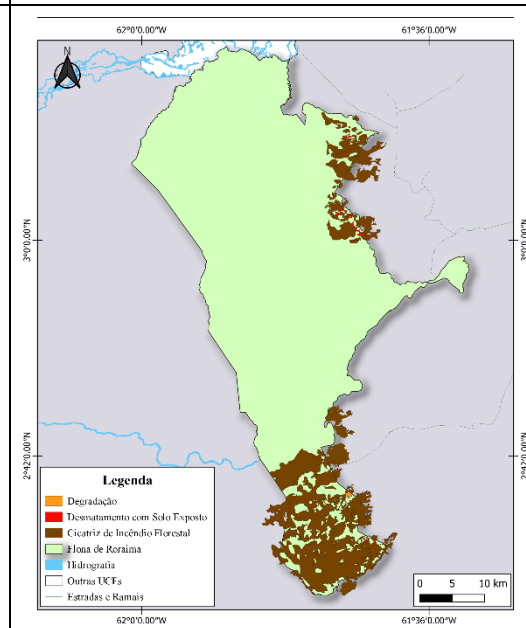 62°0'0.00"W
61°36'0.00"W
N
3°0'0.00"N
3°0'0.00"N
2°42'0.00"N
2°42'0.00"N
Legenda
Degradação
Desmatamento com Solo Exposto
Cicatriz de Incêndio Florestal
Flona de Roraima
Hidrografia
Outras UCFs
Estradas e Ramais
0 5 10 km
62°0'0.00"W
61°36'0.00"W